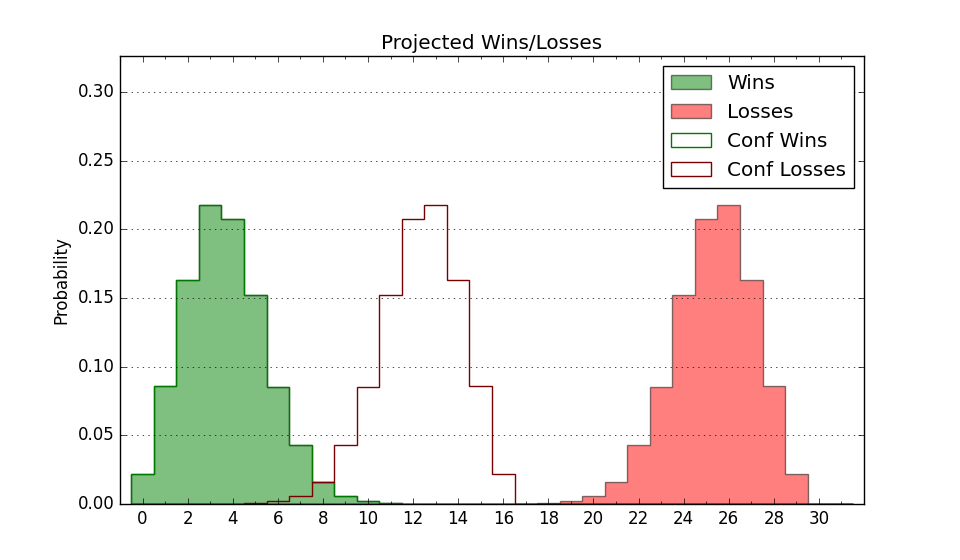 Projected Wins/Losses
Probability
0.30
0.25
0.20
0.15
0.10
0.05
0.00
Wins
Losses
Conf Wins
Conf Losses
0 2 4 6 8 10 12 14 16 18 20 22 24 26 28 30